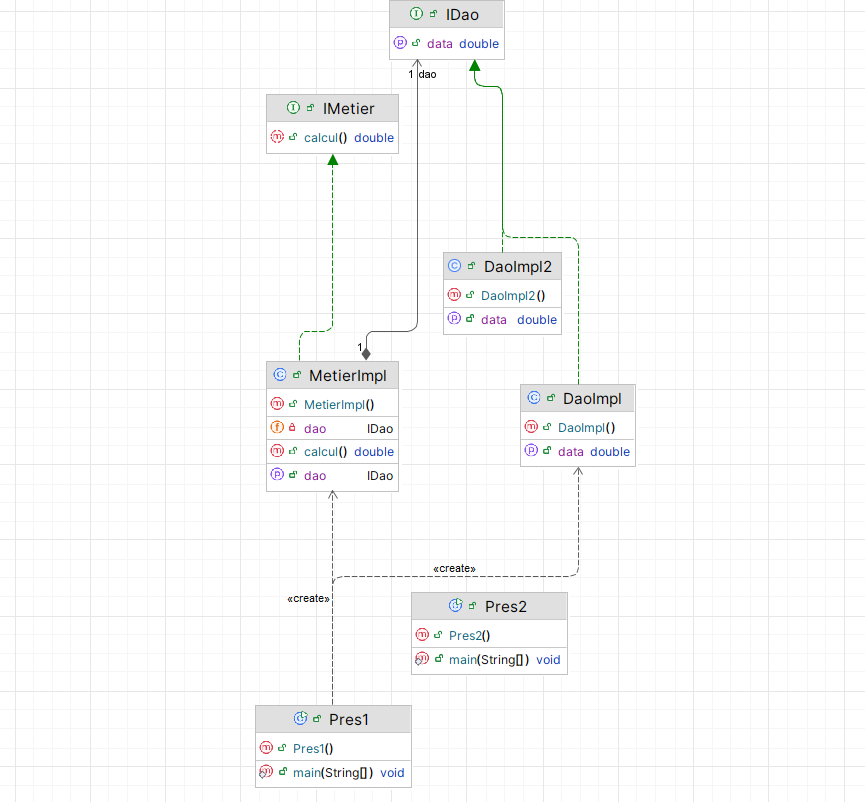 IDao
data double
1 dao
IMetier
calcul() double
DaoImpl2
DaoImpl2()
data double
1
MetierImpl
MetierImpl()
dao IDao
calcul() double
dao IDao
DaoImpl
DaoImpl()
data double
«create»
«create»
Pres2
Pres2()
main(String[]) void
Pres1
Pres1()
main(String[]) void